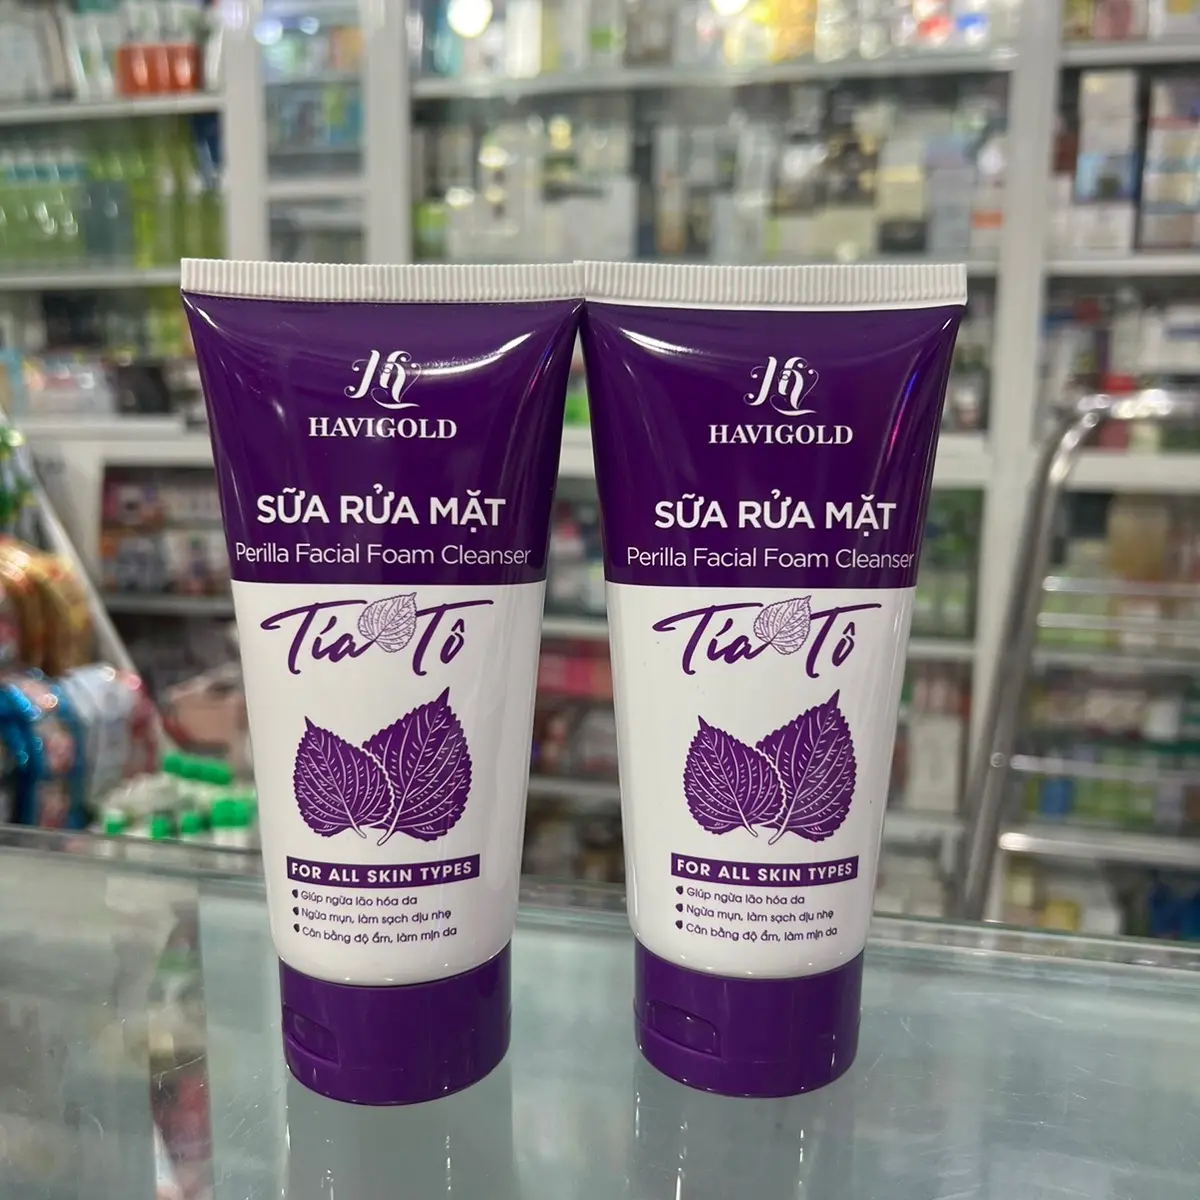 HAVIGOLD
SỮA RỬA MẶT
Perilla Facial Foam Cleanser
Tía Tô
FOR ALL SKIN TYPES
Giúp ngừa lão hóa da
Ngừa mụn, làm sạch dịu nhẹ
Cân bằng độ ẩm, làm mịn da
HAVIGOLD
SỮA RỬA MẶT
Perilla Facial Foam Cleanser
Tía Tô
FOR ALL SKIN TYPES
Giúp ngừa lão hóa da
Ngừa mụn, làm sạch dịu nhẹ
Cân bằng độ ẩm, làm mịn da